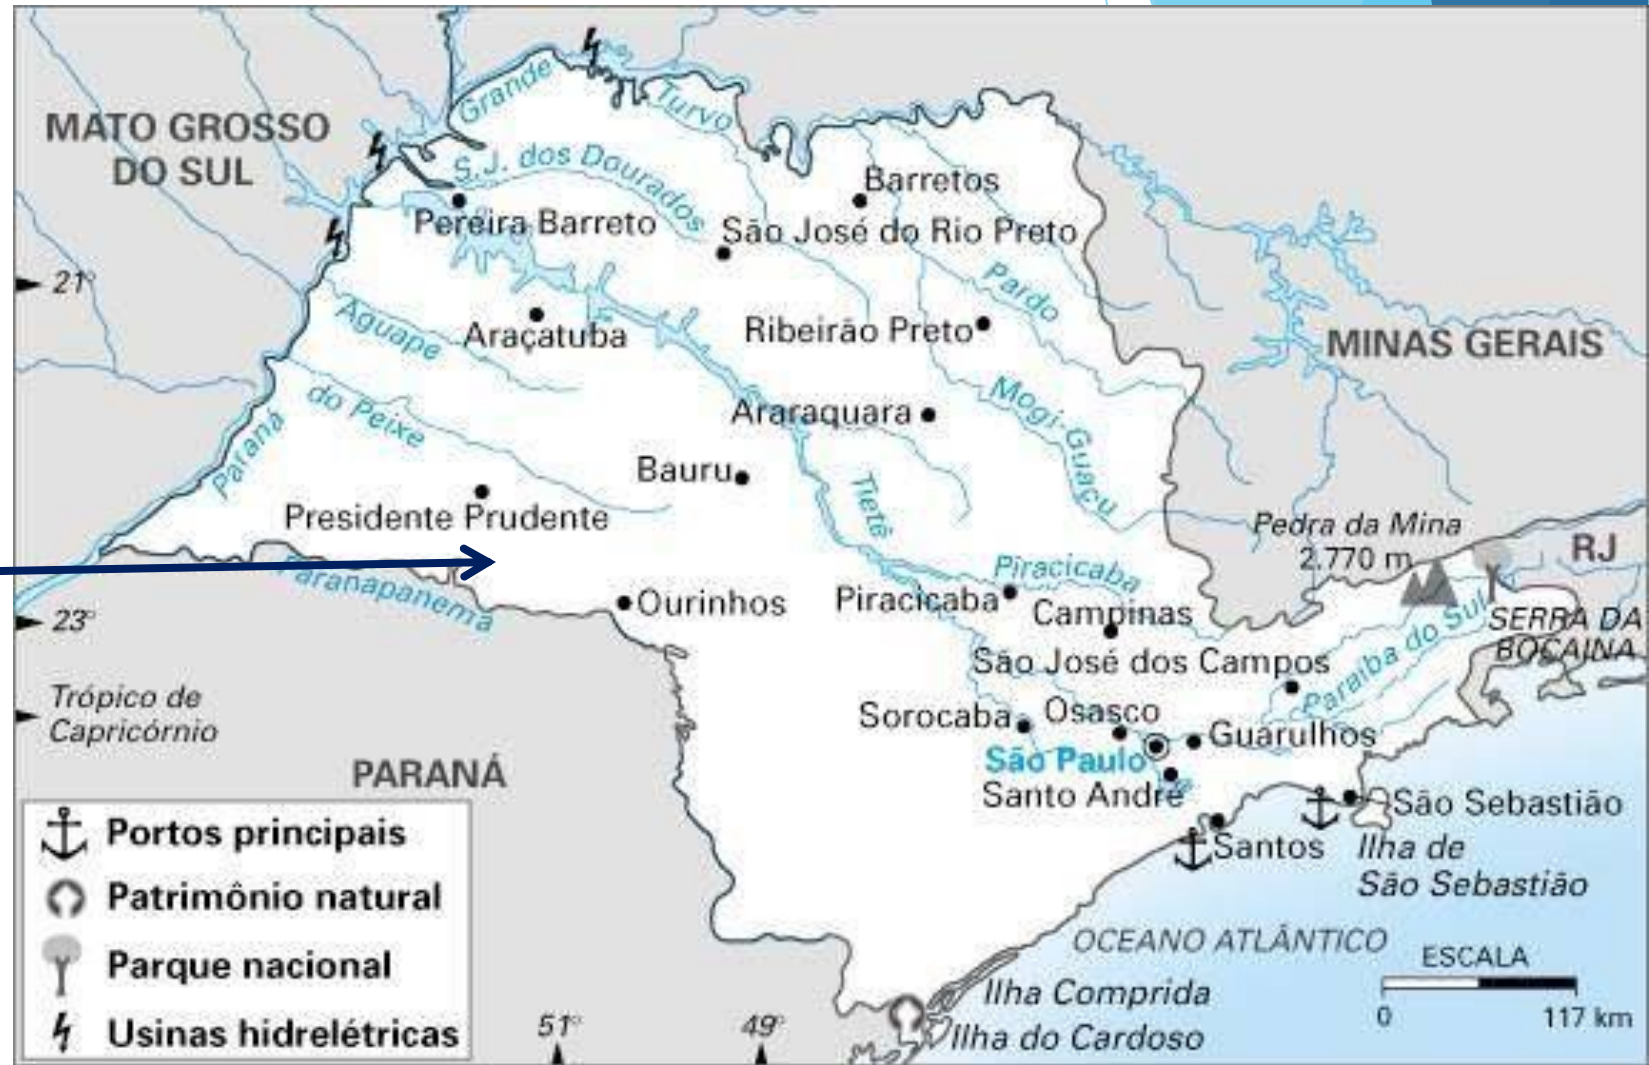 MATO GROSSO
DO SUL
Grande
Turvo
S.J. dos Dourados
Pereira Barreto
Barretos
São José do Rio Preto
21°
Aguape
Araçatuba
Ribeirão Preto
Pardo
MINAS GERAIS
do Peixe
Paraná
Araraquara
Mogi-Guaçu
Bauru
Tietê
Presidente Prudente
Pedra da Mina
2.770 m
RJ
Paranapanema
Ourinhos
Piracicaba
Piracicaba
Campinas
23°
SERRA DA
BOCAINA
Paraíba do Sul
São José dos Campos
Trópico de
Capricórnio
Sorocaba
Osasco
Guarulhos
São Paulo
Santo André
PARANÁ
São Sebastião
Santos
Ilha de
São Sebastião
OCEANO ATLÂNTICO
Ilha Comprida
Ilha do Cardoso
Portos principais
Patrimônio natural
Parque nacional
Usinas hidrelétricas
51°
49°
ESCALA
0
117 km